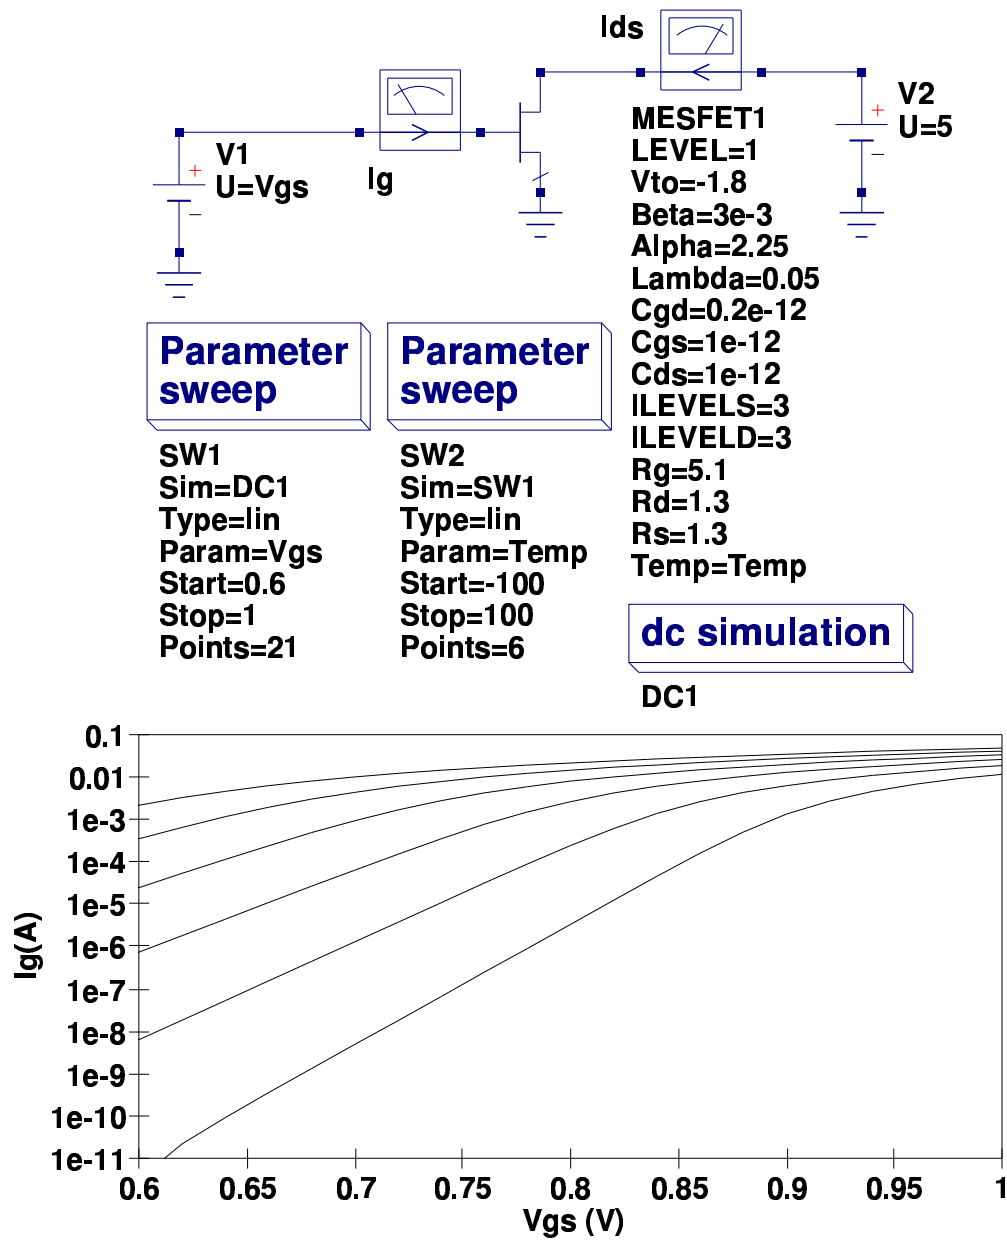 Ids
Ig
V1
U=Vgs
V2
U=5
MESFET1
LEVEL=1
Vto=-1.8
Beta=3e-3
Alpha=2.25
Lambda=0.05
Cgd=0.2e-12
Cgs=1e-12
Cds=1e-12
ILEVELS=3
ILEVELD=3
Rg=5.1
Rd=1.3
Rs=1.3
Temp=Temp
Parameter
sweep
SW1
Sim=DC1
Type=lin
Param=Vgs
Start=0.6
Stop=1
Points=21
Parameter
sweep
SW2
Sim=SW1
Type=lin
Param=Temp
Start=-100
Stop=100
Points=6
dc simulation
DC1
0.1
0.01
1e-3
1e-4
1e-5
1e-6
1e-7
1e-8
1e-9
1e-10
1e-11
Ig(A)
0.6 0.65 0.7 0.75 0.8 0.85 0.9 0.95 1
Vgs (V)